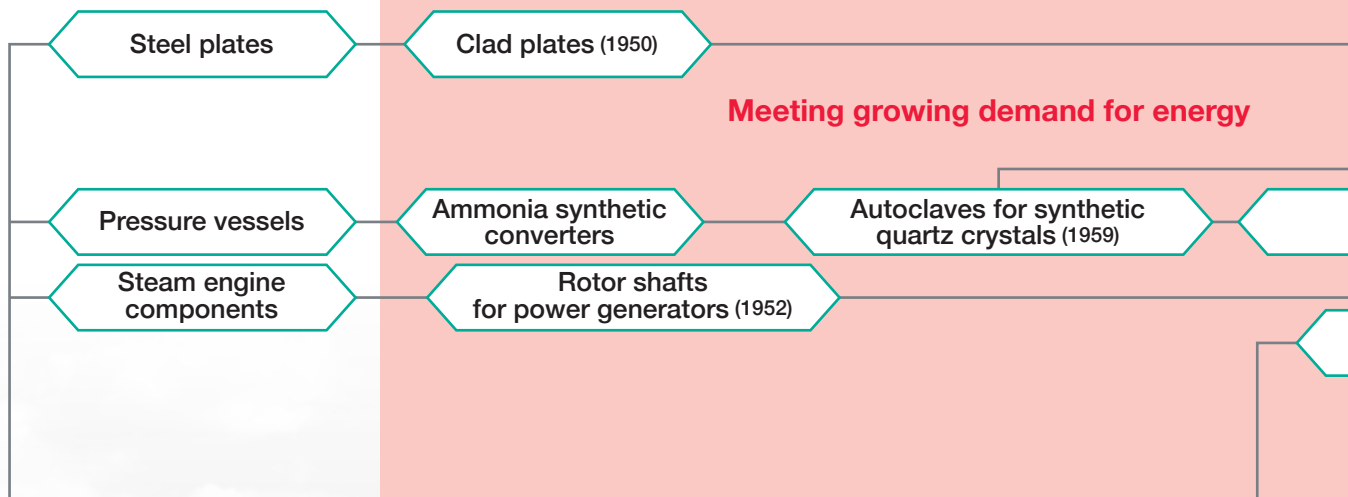 Steel plates
Clad plates (1950)
Meeting growing demand for energy
Pressure vessels
Ammonia synthetic
converters
Autoclaves for synthetic
quartz crystals (1959)
Steam engine
components
Rotor shafts
for power generators (1952)